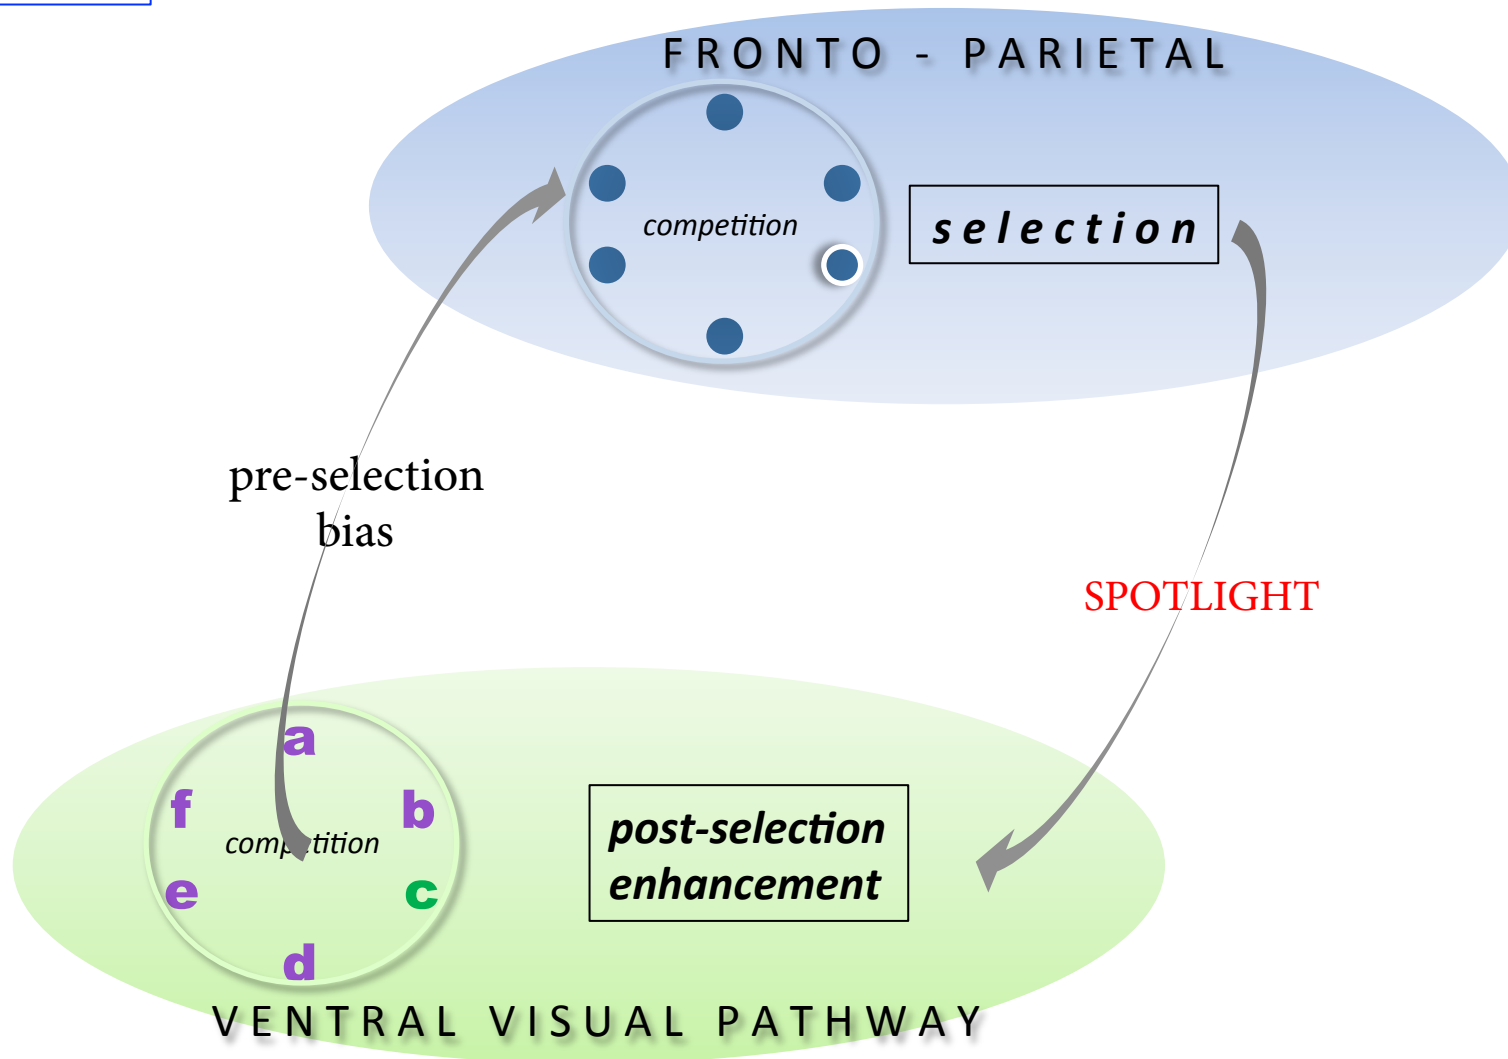 FRONTO - PARIETAL
competition
selection
pre-selection
bias
SPOTLIGHT
a
f
b
competition
e
c
d
post-selection
enhancement
VENTRAL VISUAL PATHWAY